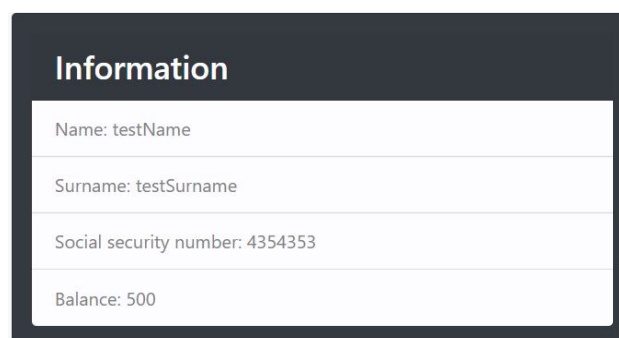 Information
Name: testName
Surname: testSurname
Social security number: 4354353
Balance: 500